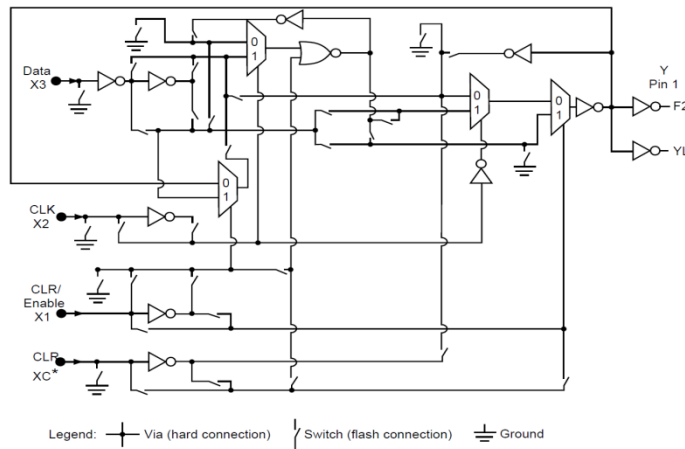 0
1
Data
X3
0
1
0
1
Y
Pin 1
F2
YL
0
1
CLK
X2
CLR/
Enable
X1
CLR
XC*
Legend: Via (hard connection) Switch (flash connection) Ground